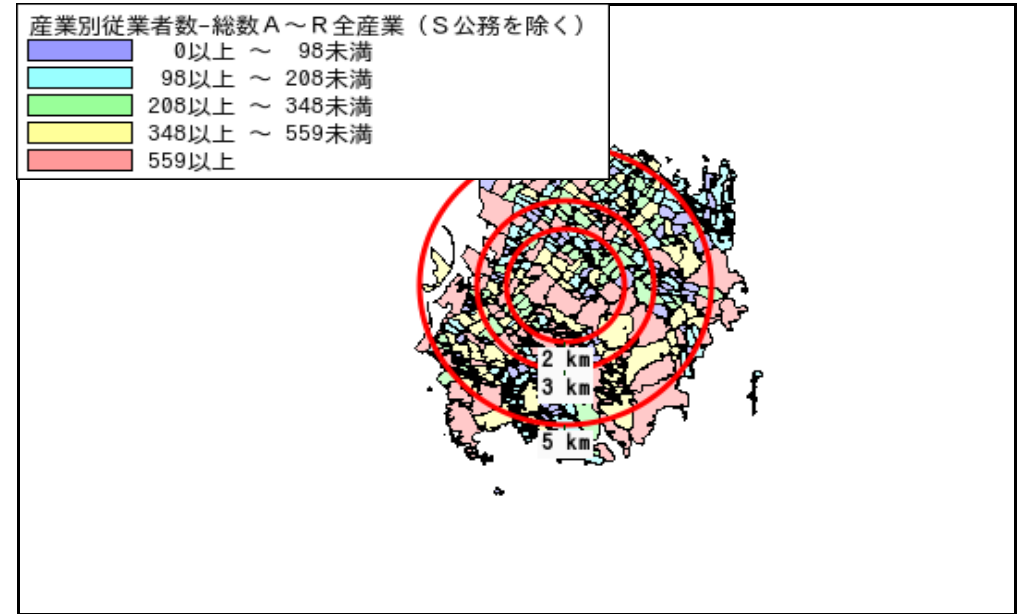 産業別従業者数−総数Ａ～Ｒ全産業（Ｓ公務を除く）
0以上 ～ 98未満
98以上 ～ 208未満
208以上 ～ 348未満
348以上 ～ 559未満
559以上
2 km
3 km
5 km